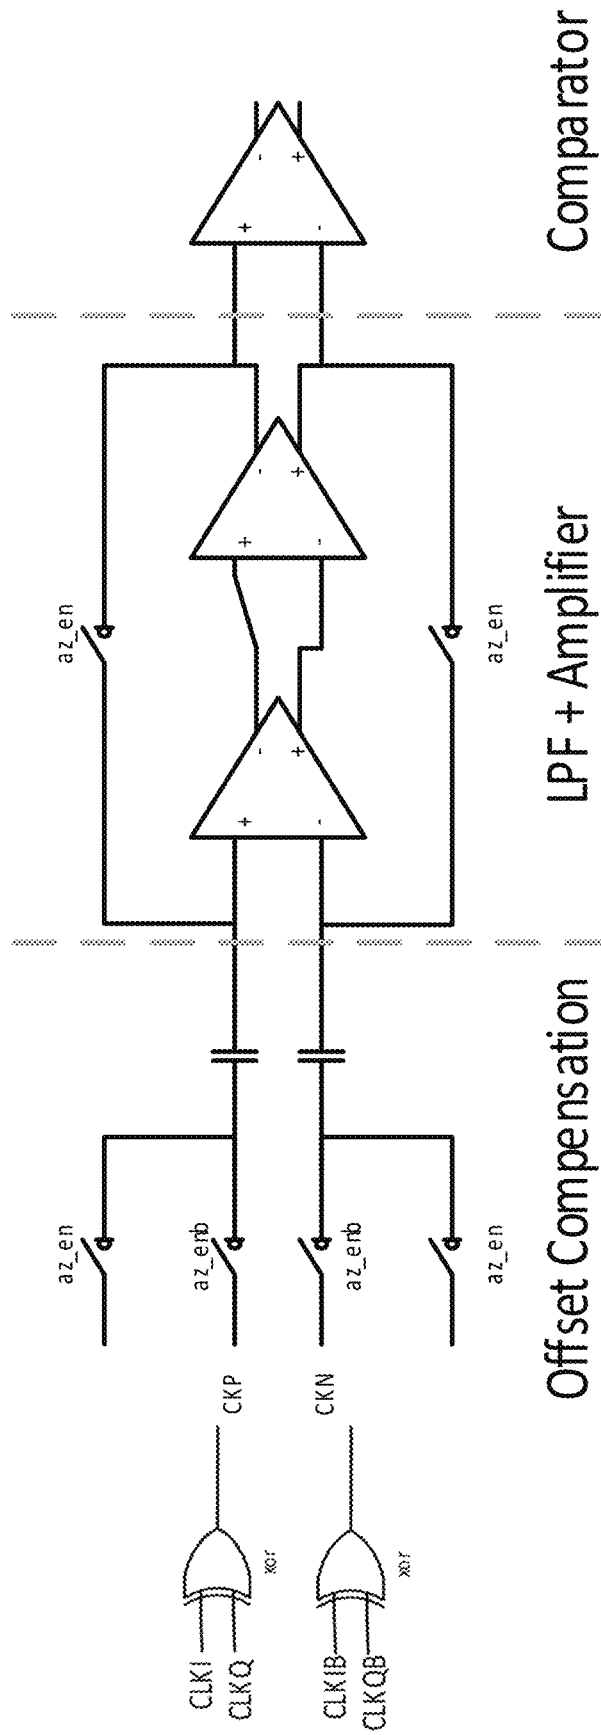 CLKI
CLKQ
xor
CKP
CLKIB
CLKQB
xor
CKN
az_en
az_enb
az_enb
az_en
Offset Compensation
az_en
+
-
-
+
+
-
-
+
az_en
LPF + Amplifier
+
-
-
+
Comparator